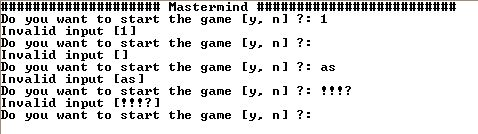 #################### Mastermind #########################
Do you want to start the game [y, n] ?: 1
Invalid input [1]
Do you want to start the game [y, n] ?:
Invalid input []
Do you want to start the game [y, n] ?: as
Invalid input [as]
Do you want to start the game [y, n] ?: !!!?
Invalid input [!!!?]
Do you want to start the game [y, n] ?: